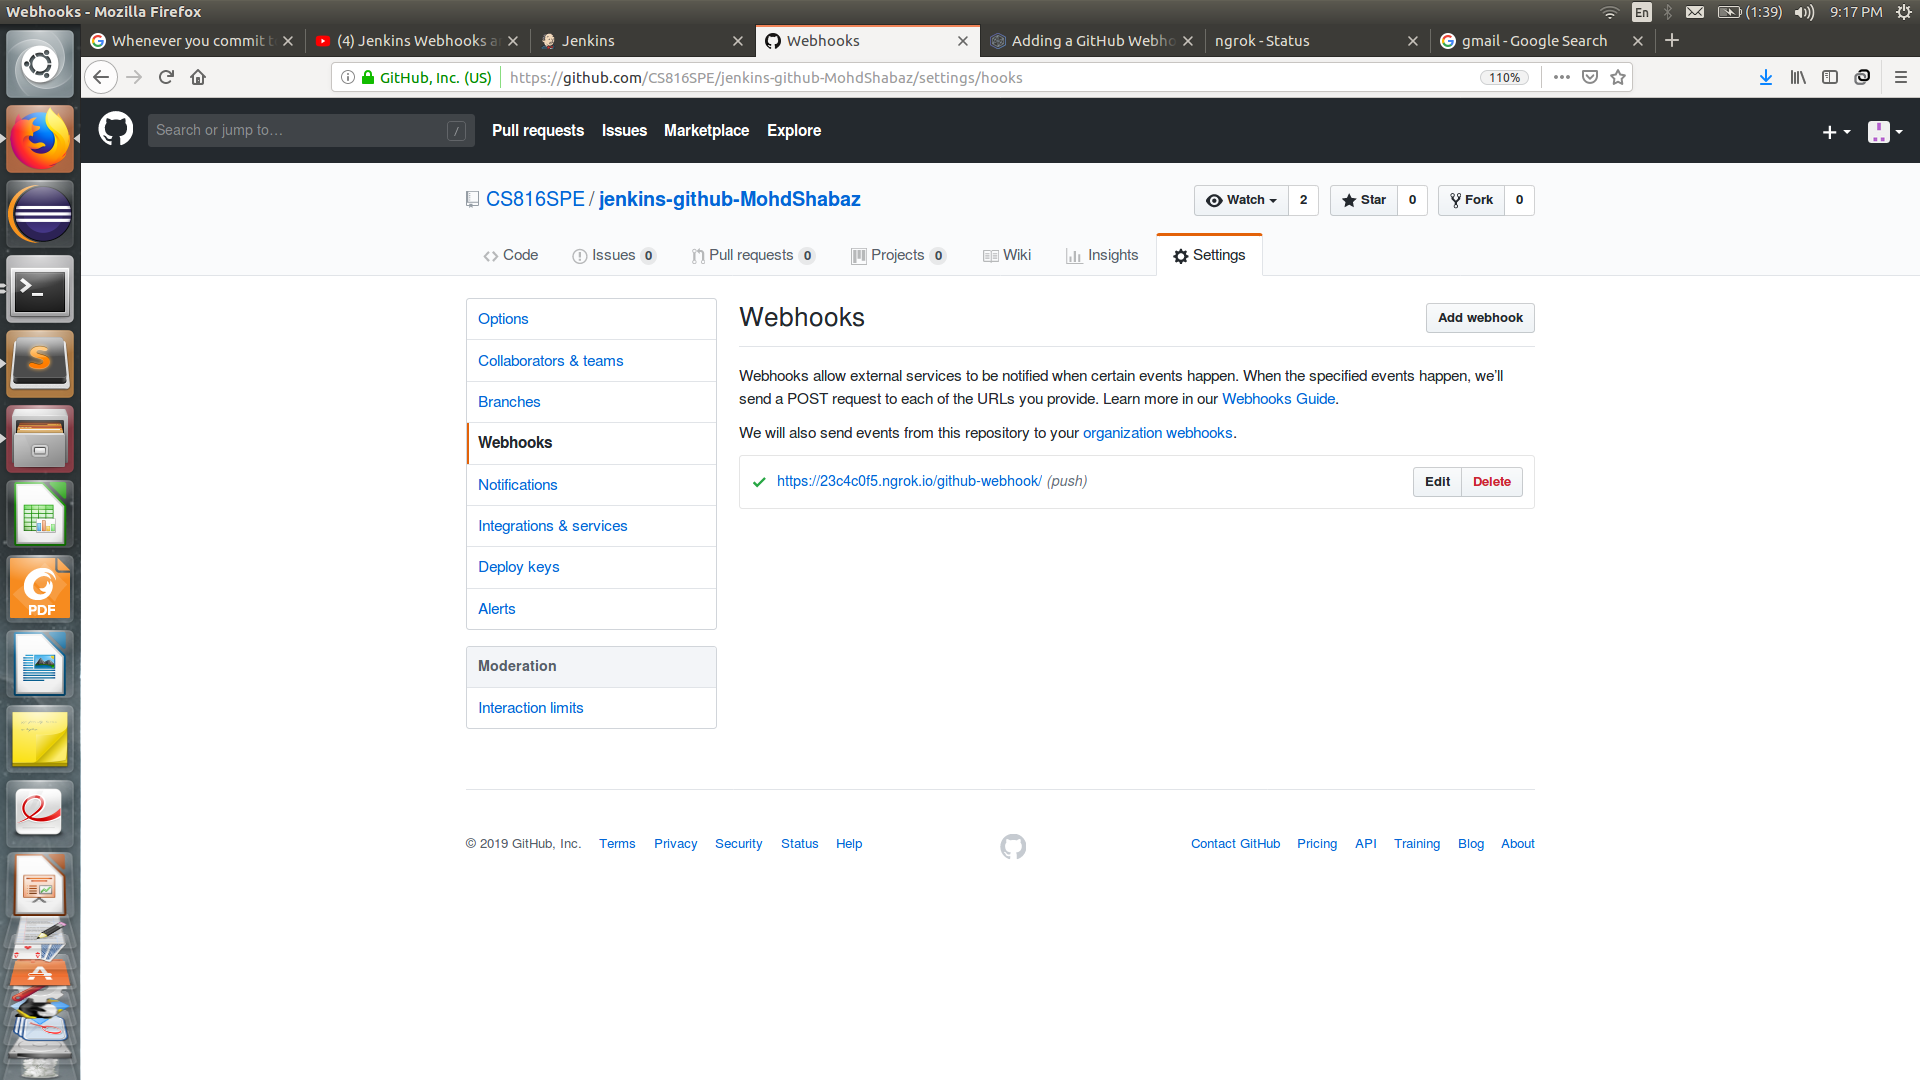 Webhooks - Mozilla Firefox
En
(1:39)
9:17 PM
Whenever you commit t
(4) Jenkins Webhooks a
Jenkins
Webhooks
Adding a GitHub Webho
ngrok - Status
gmail - Google Search
GitHub, Inc. (US)
https://github.com/CS816SPE/jenkins-github-MohdShabaz/settings/hooks
110%
Search or jump to…
/
Pull requests
Issues
Marketplace
Explore
CS816SPE / jenkins-github-MohdShabaz
Watch
2
Star
0
Fork
0
Code
Issues 0
Pull requests 0
Projects 0
Wiki
Insights
Settings
Options
Collaborators & teams
Branches
Webhooks
Notifications
Integrations & services
Deploy keys
Alerts
Moderation
Interaction limits
Webhooks
Add webhook
Webhooks allow external services to be notified when certain events happen. When the specified events happen, we'll
send a POST request to each of the URLs you provide. Learn more in our Webhooks Guide.
We will also send events from this repository to your organization webhooks.
https://23c4c0f5.ngrok.io/github-webhook/ (push)
Edit
Delete
© 2019 GitHub, Inc.
Terms
Privacy
Security
Status
Help
Contact GitHub
Pricing
API
Training
Blog
About
S
PDF